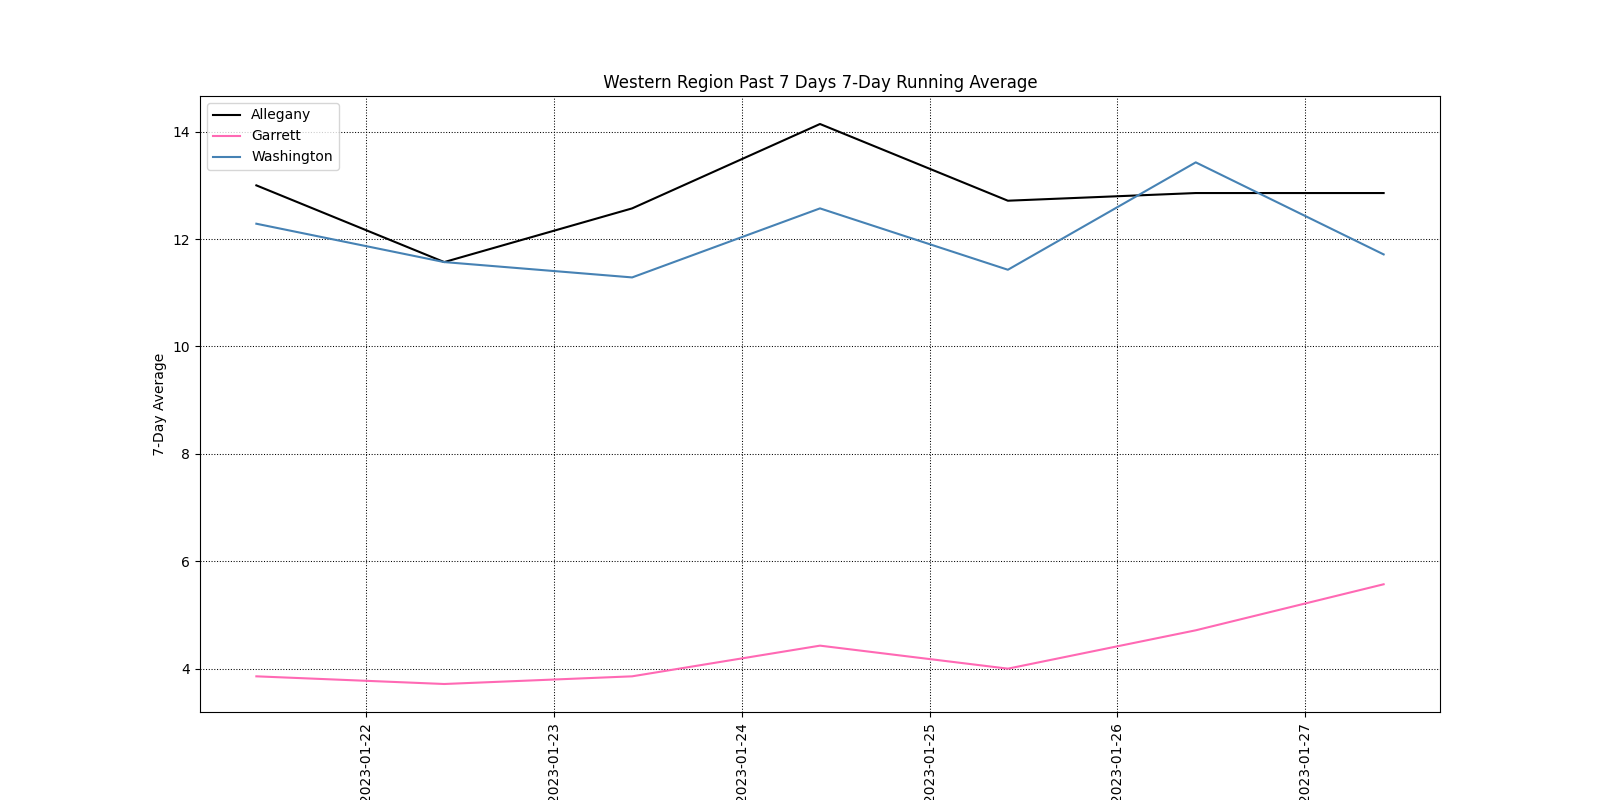 Western Region Past 7 Days 7-Day Running Average
Allegany
Garrett
Washington
14
12
10
8
6
4
7-Day Average
2023-01-22
2023-01-23
2023-01-24
2023-01-25
2023-01-26
2023-01-27